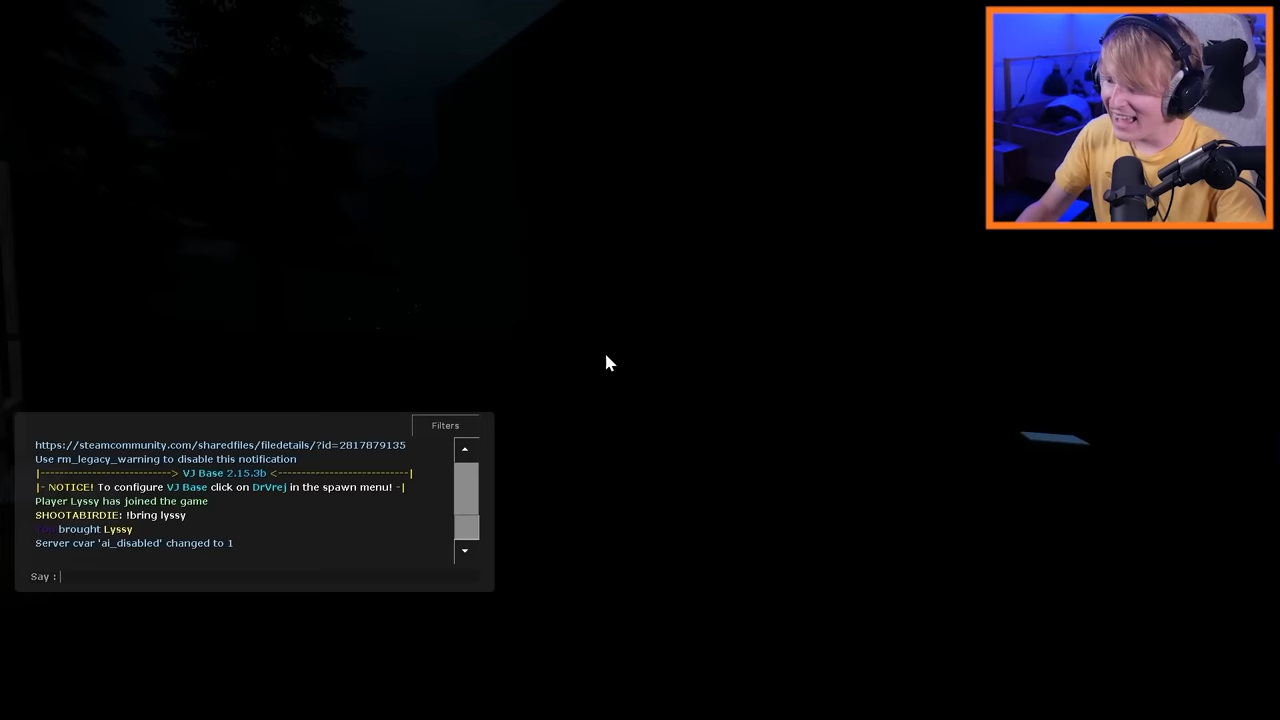 Filters
https://steamcommunity.com/sharedfiles/filedetails/?id=2817879135
Use rm_legacy_warning to disable this notification
|--------------------------> VJ Base 2.15.3b <--------------------------|
|- NOTICE! To configure VJ Base click on DrVrej in the spawn menu! -|
Player Lyssy has joined the game
SHOOTABIRDIE: !bring lyssy
You brought Lyssy
Server cvar 'ai_disabled' changed to 1
Say :